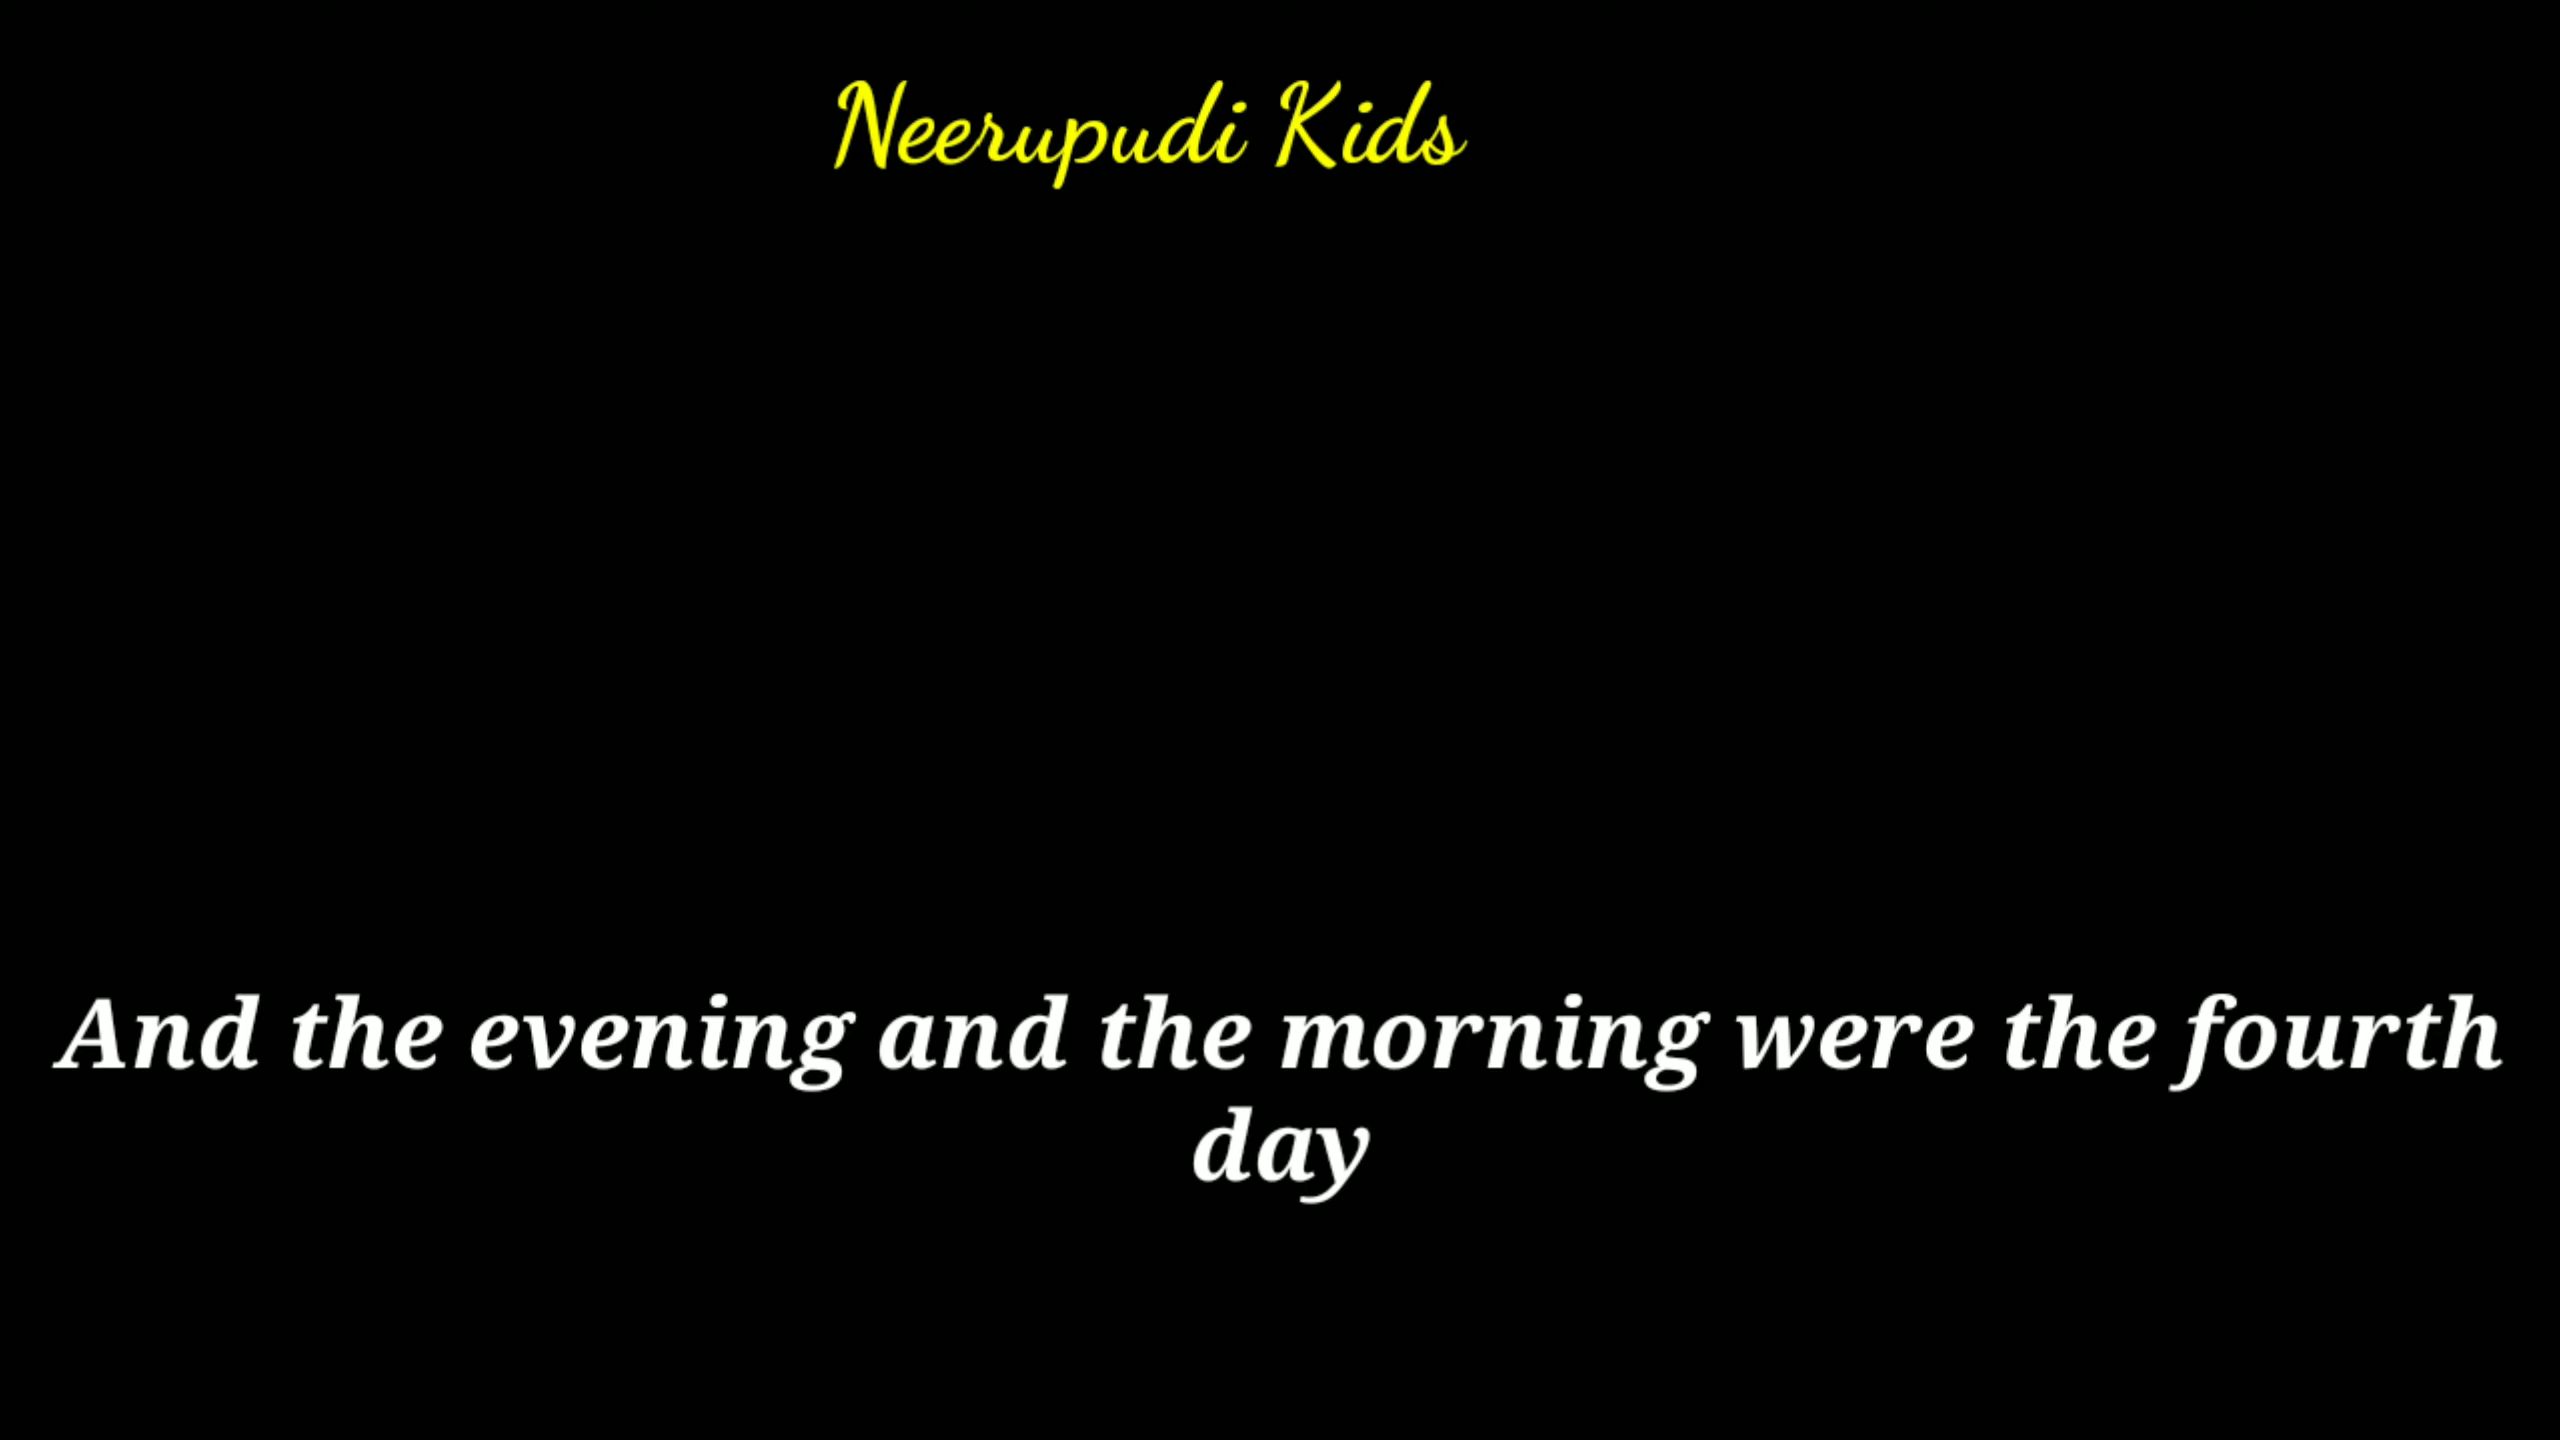 Neerupudi Kids
And the evening and the morning were the fourth
day